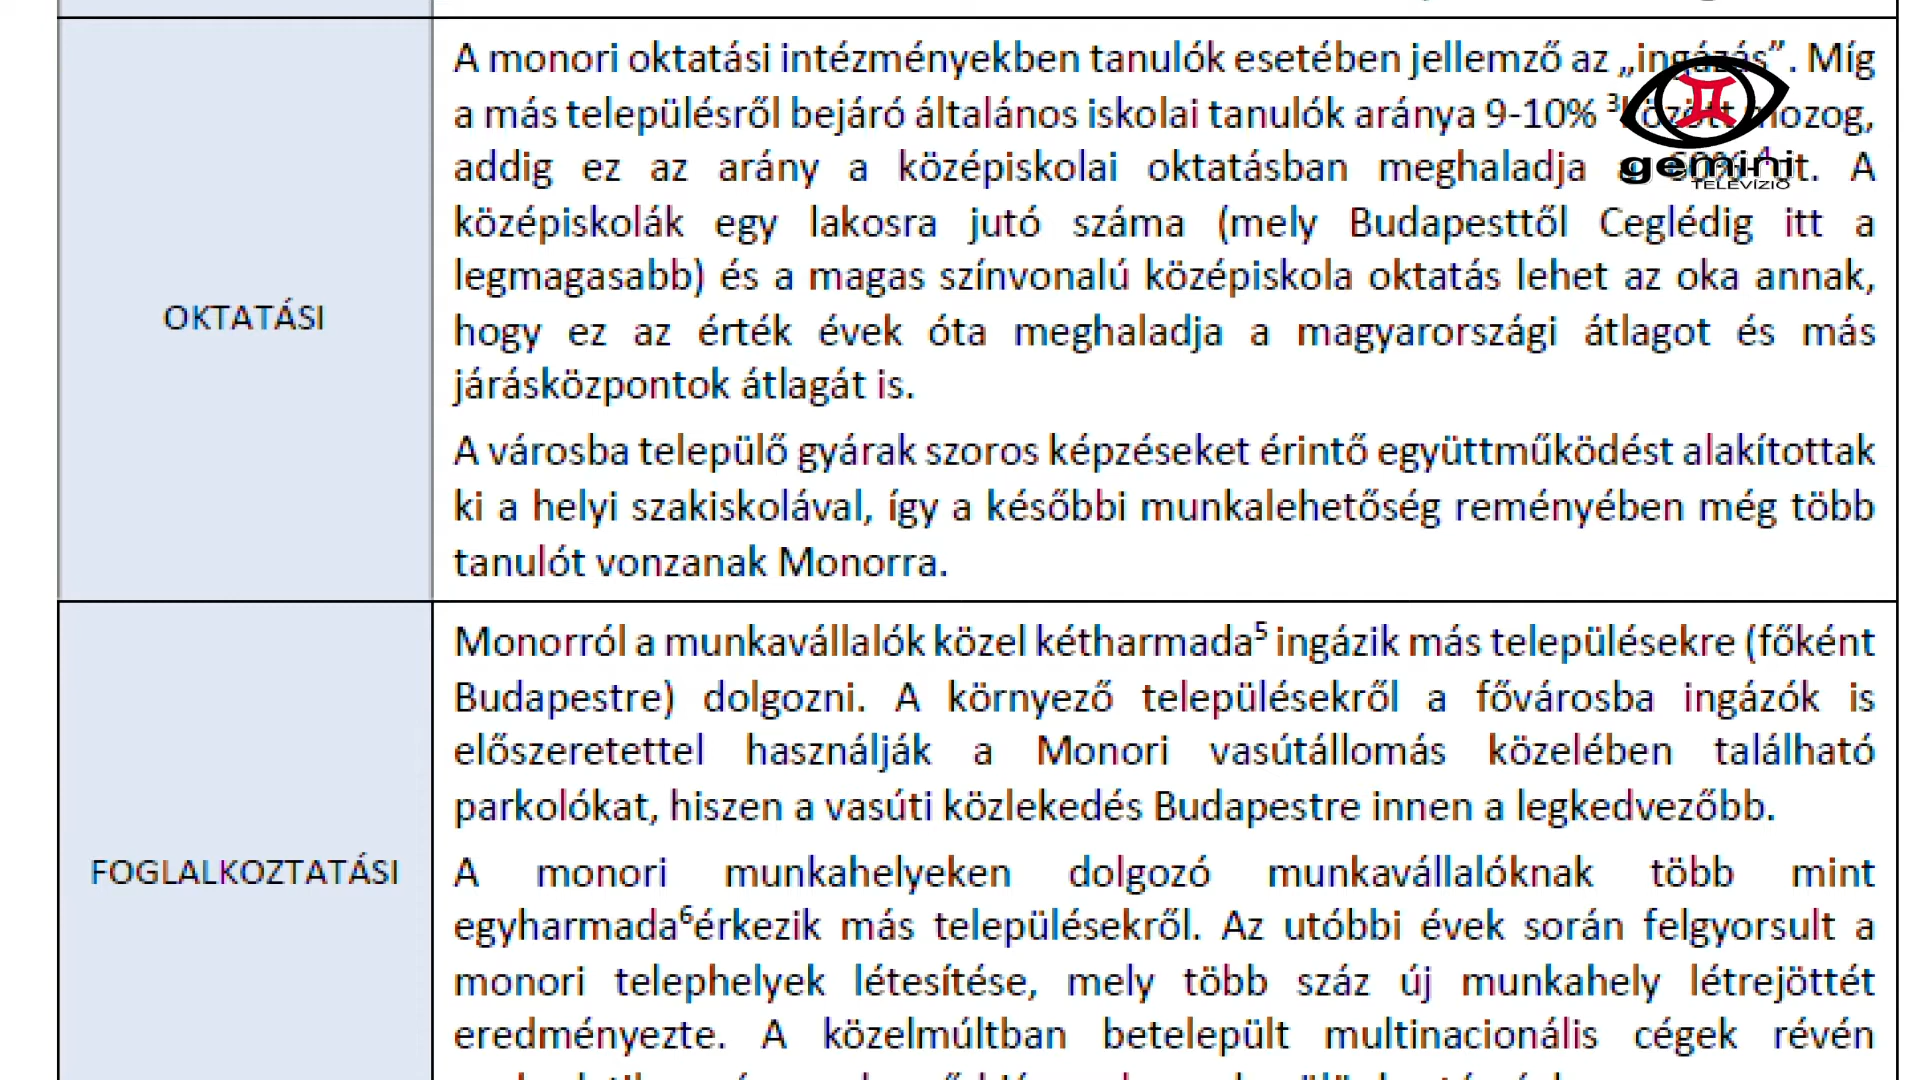 OKTATÁSI
A monori oktatási intézményekben tanulók esetében jellemző az „ingázás”. Míg
a más településről bejáró általános iskolai tanulók aránya 9-10% ³között mozog,
addig ez az arány a középiskolai oktatásban meghaladja A
középiskolák egy lakosra jutó száma (mely Budapesttől Ceglédig itt a
legmagasabb) és a magas színvonalú középiskola oktatás lehet az oka annak,
hogy ez az érték évek óta meghaladja a magyarországi átlagot és más
járásközpontok átlagát is.
A városba települő gyárak szoros képzéseket érintő együttműködést alakítottak
ki a helyi szakiskolával, így a későbbi munkalehetőség reményében még több
tanulót vonzanak Monorra.
FOGLALKOZTATÁSI
Monorról a munkavállalók közel kétharmada⁵ ingázik más településekre (főként
Budapestre) dolgozni. A környező településekről a fővárosba ingázók is
előszeretettel használják a Monori vasútállomás közelében található
parkolókat, hiszen a vasúti közlekedés Budapestre innen a legkedvezőbb.
A monori munkahelyeken dolgozó munkavállalóknak több mint
egyharmada⁶érkezik más településekről. Az utóbbi évek során felgyorsult a
monori telephelyek létesítése, mely több száz új munkahely létrejöttét
eredményezte. A közelmúltban betelepült multinacionális cégek révén
gemini
TELEVÍZIÓ